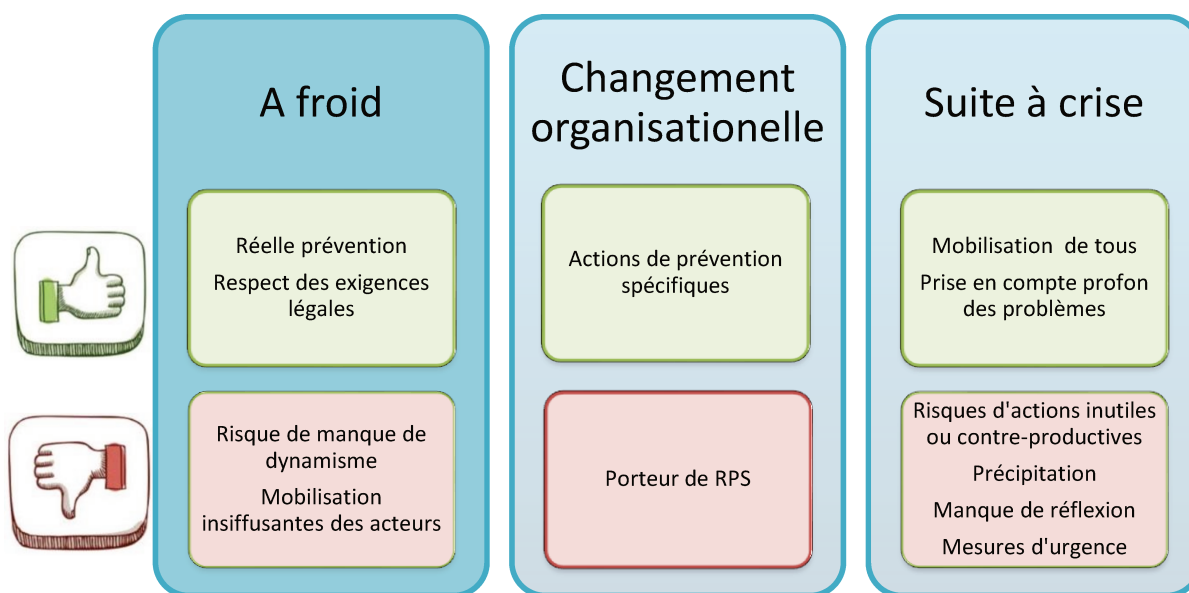 A froid
Réelle prévention
Respect des exigences
légales
Risque de manque de
dynamisme
Mobilisation
insiffusantes des acteurs
Changement
organisationelle
Actions de prévention
spécifiques
Porteur de RPS
Suite à crise
Mobilisation de tous
Prise en compte profon
des problèmes
Risques d'actions inutiles
ou contre-productives
Précipitation
Manque de réflexion
Mesures d'urgence